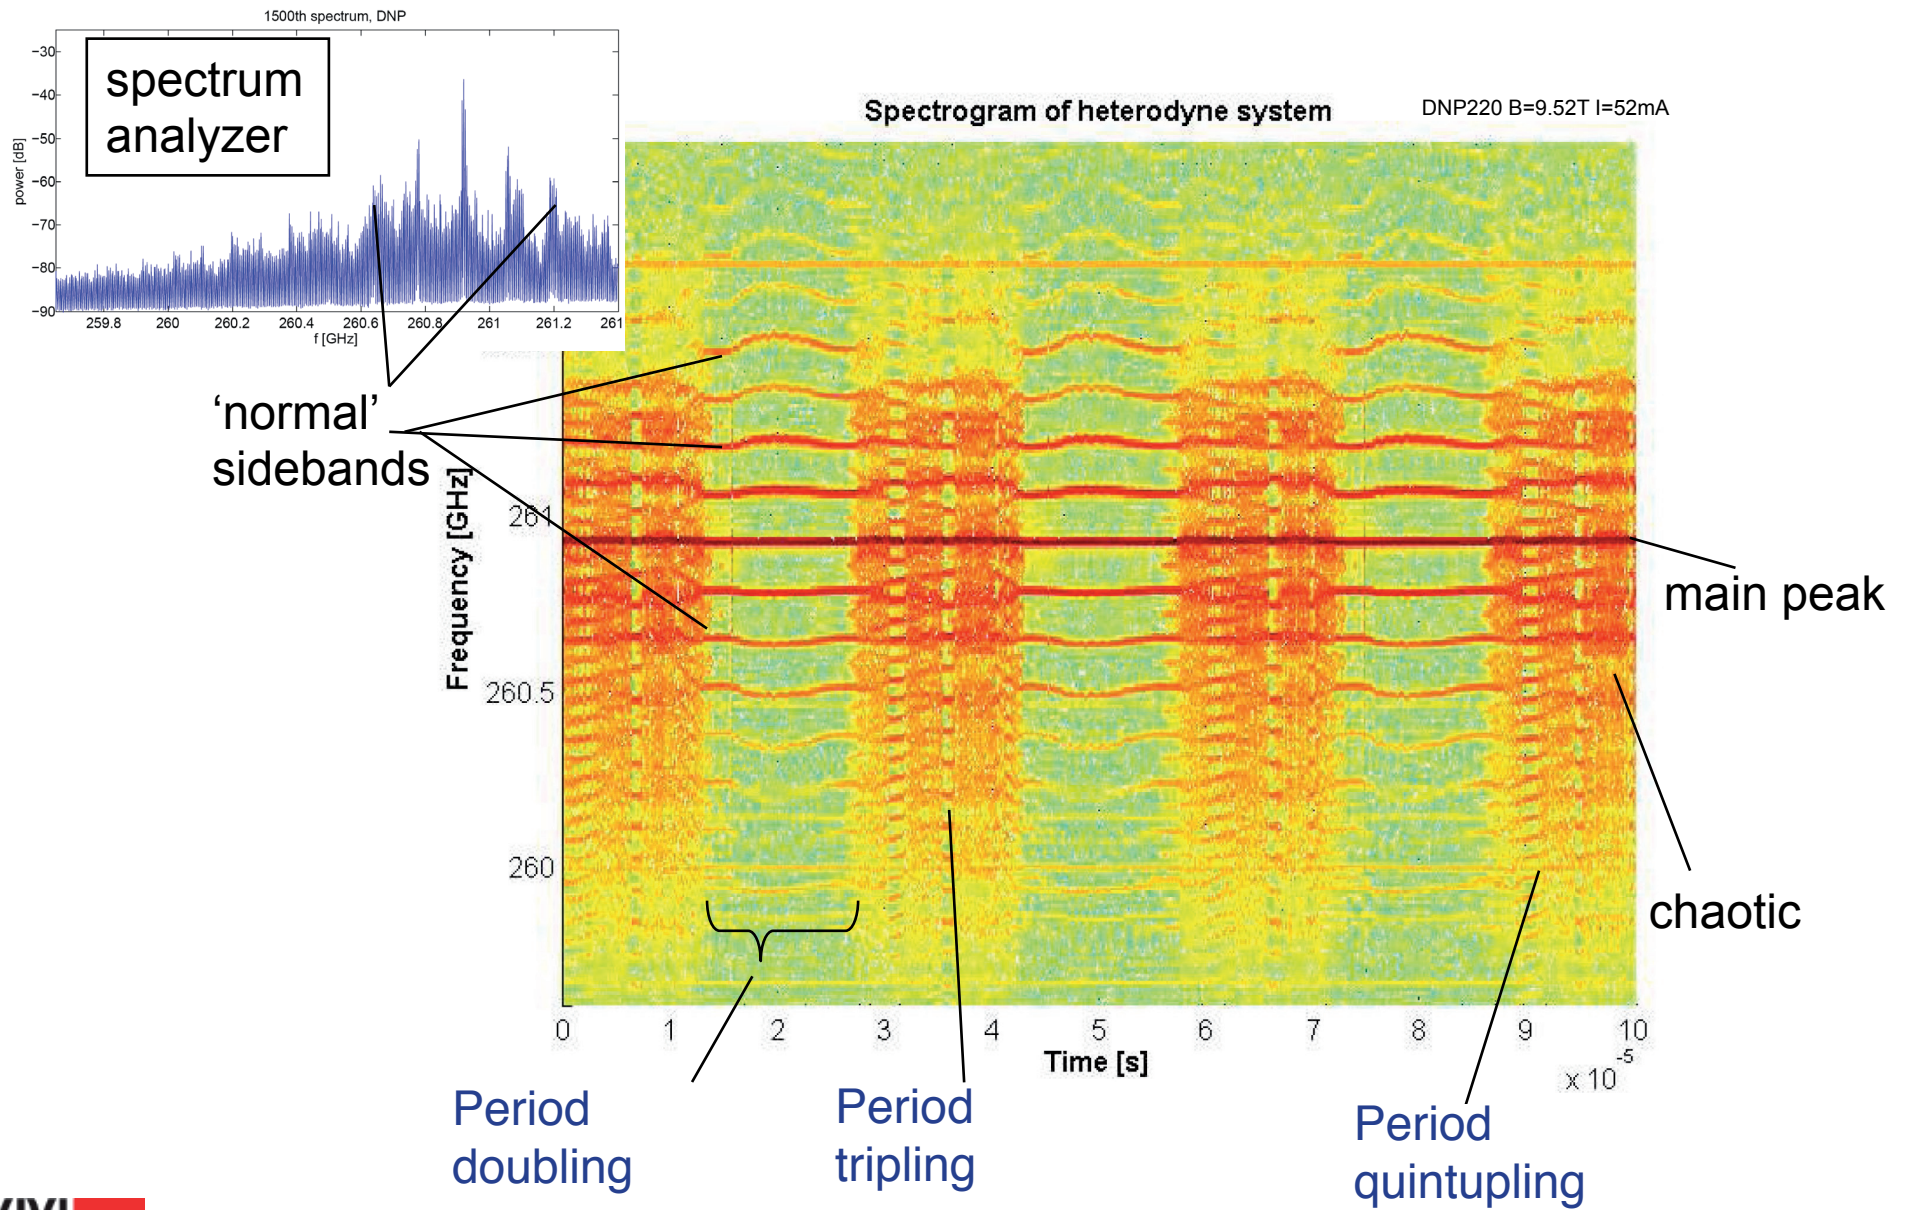 1500th spectrum, DNP
spectrum
analyzer
power [dB]
−30
−40
−50
−60
−70
−80
−90
259.8 260 260.2 260.4 260.6 260.8 261 261.2 261
f [GHz]
Spectrogram of heterodyne system
DNP220 B=9.52T I=52mA
‘normal’
sidebands
Frequency [GHz]
261
260.5
260
main peak
chaotic
0 1 2 3 4 5 6 7 8 9 10
Time [s]
x 10
-5
Period
doubling
Period
tripling
Period
quintupling